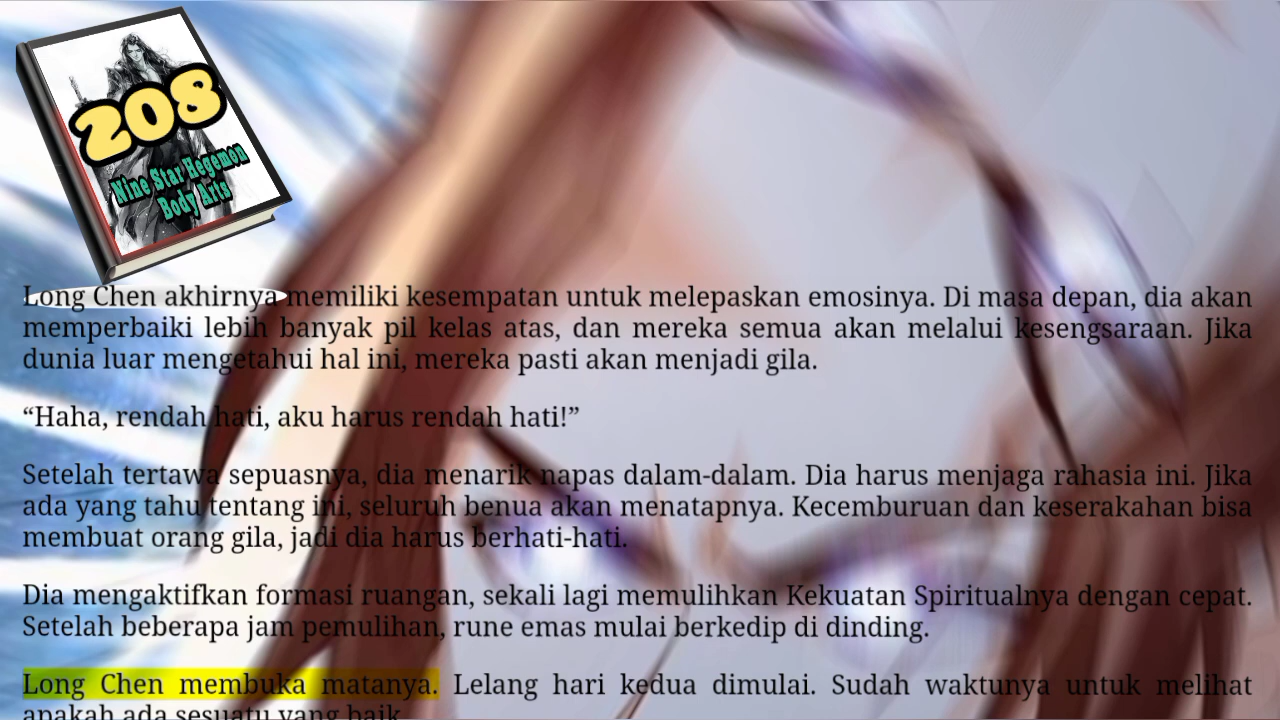 208
Nine Star Hegemon
Body Arts
Long Chen akhirnya memiliki kesempatan untuk melepaskan emosinya. Di masa depan, dia akan
memperbaiki lebih banyak pil kelas atas, dan mereka semua akan melalui kesengsaraan. Jika
dunia luar mengetahui hal ini, mereka pasti akan menjadi gila.
“Haha, rendah hati, aku harus rendah hati!”
Setelah tertawa sepuasnya, dia menarik napas dalam-dalam. Dia harus menjaga rahasia ini. Jika
ada yang tahu tentang ini, seluruh benua akan menatapnya. Kecemburuan dan keserakahan bisa
membuat orang gila, jadi dia harus berhati-hati.
Dia mengaktifkan formasi ruangan, sekali lagi memulihkan Kekuatan Spiritualnya dengan cepat.
Setelah beberapa jam pemulihan, rune emas mulai berkedip di dinding.
Long Chen membuka matanya. Lelang hari kedua dimulai. Sudah waktunya untuk melihat
apakah ada sesuatu yang baik.